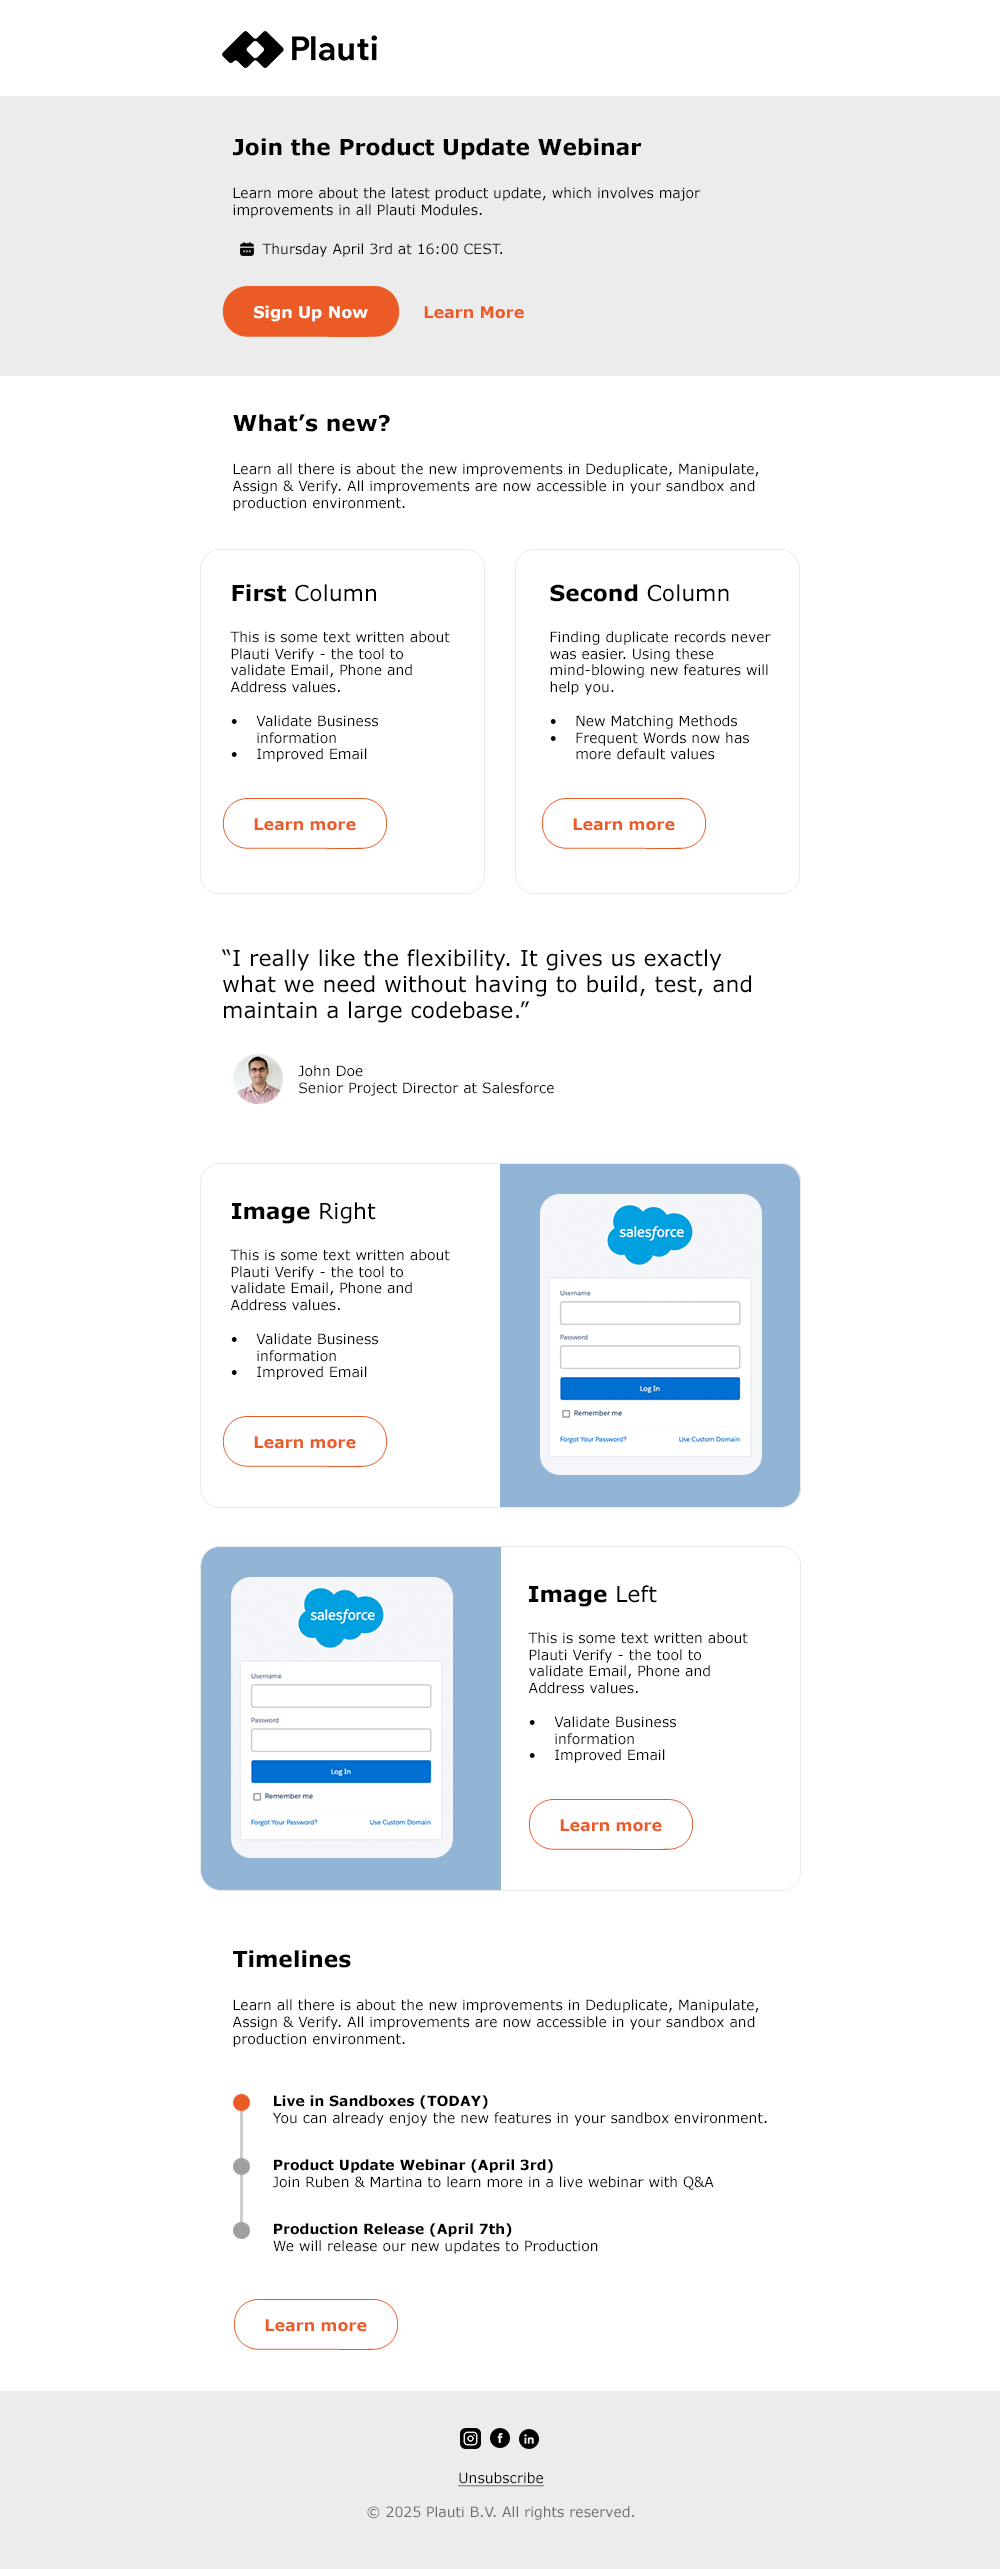 Plauti
Join the Product Update Webinar
Learn more about the latest product update, which involves major
improvements in all Plauti Modules.
Thursday April 3rd at 16:00 CEST.
Sign Up Now
Learn More
What’s new?
Learn all there is about the new improvements in Deduplicate, Manipulate,
Assign & Verify. All improvements are now accessible in your sandbox and
production environment.
First Column
This is some text written about
Plauti Verify - the tool to
validate Email, Phone and
Address values.
• Validate Business
information
• Improved Email
Learn more
Second Column
Finding duplicate records never
was easier. Using these
mind-blowing new features will
help you.
• New Matching Methods
• Frequent Words now has
more default values
Learn more
“I really like the flexibility. It gives us exactly
what we need without having to build, test, and
maintain a large codebase.”
John Doe
Senior Project Director at Salesforce
Image Right
This is some text written about
Plauti Verify - the tool to
validate Email, Phone and
Address values.
• Validate Business
information
• Improved Email
Learn more
salesforce
Username
Password
Log In
Remember me
Forgot Your Password?
Use Custom Domain
salesforce
Username
Password
Log In
Remember me
Forgot Your Password?
Use Custom Domain
Image Left
This is some text written about
Plauti Verify - the tool to
validate Email, Phone and
Address values.
• Validate Business
information
• Improved Email
Learn more
Timelines
Learn all there is about the new improvements in Deduplicate, Manipulate,
Assign & Verify. All improvements are now accessible in your sandbox and
production environment.
Live in Sandboxes (TODAY)
You can already enjoy the new features in your sandbox environment.
Product Update Webinar (April 3rd)
Join Ruben & Martina to learn more in a live webinar with Q&A
Production Release (April 7th)
We will release our new updates to Production
Learn more
f
in
Unsubscribe
© 2025 Plauti B.V. All rights reserved.